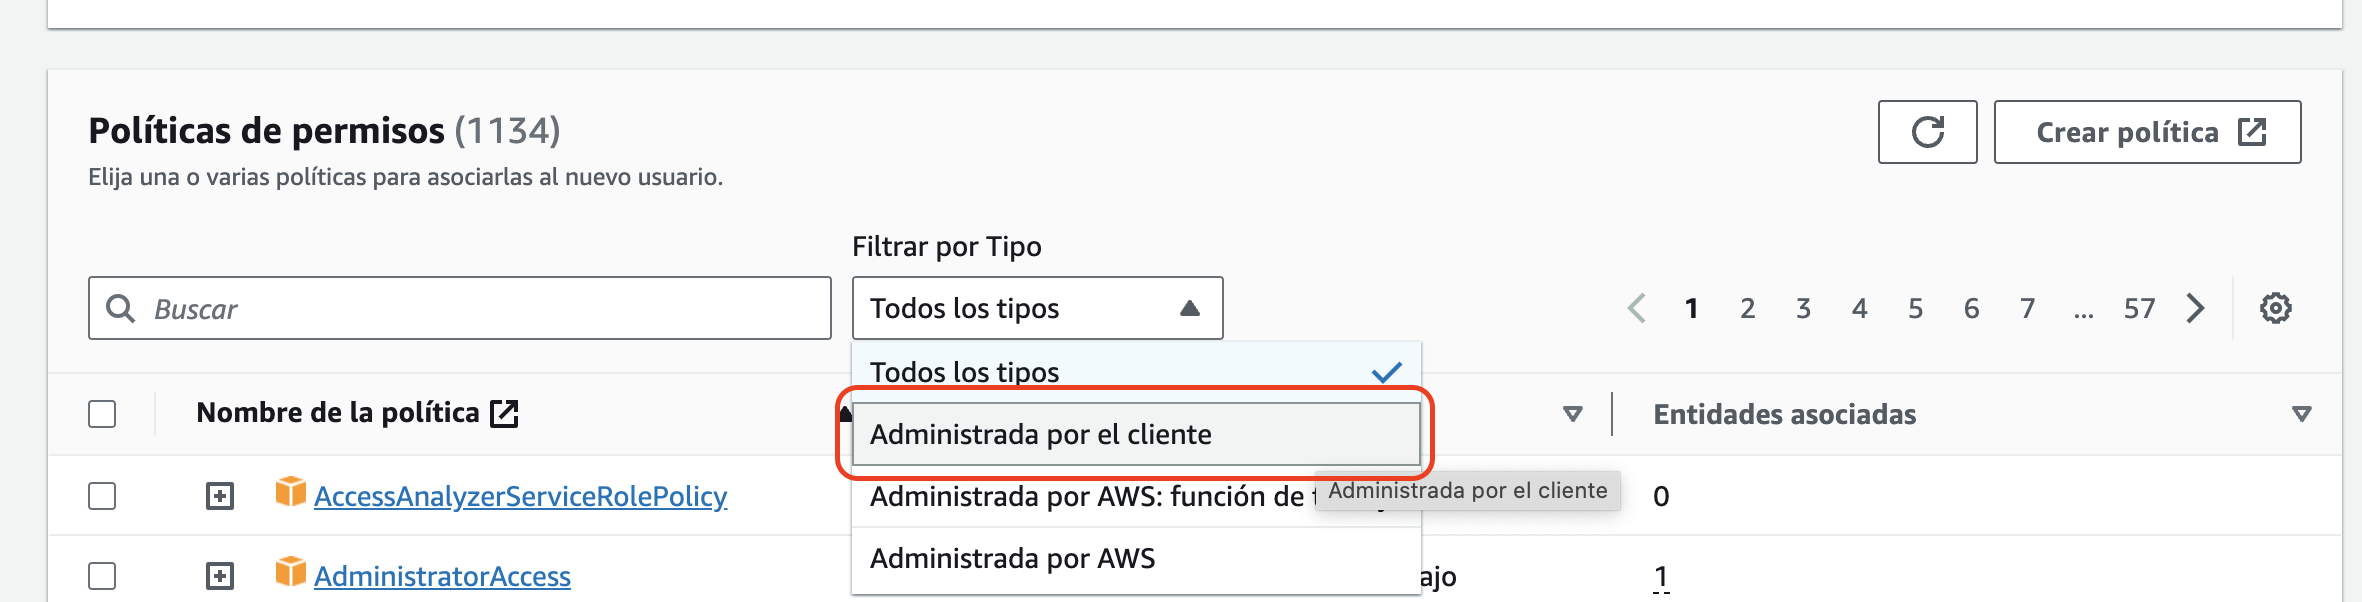 Políticas de permisos (1134)
Crear política
Elija una o varias políticas para asociarlas al nuevo usuario.
Filtrar por Tipo
Buscar
Todos los tipos
1 2 3 4 5 6 7 ... 57
Todos los tipos
Nombre de la política
Entidades asociadas
Administrada por el cliente
AccessAnalyzerServiceRolePolicy
Administrada por AWS: función de
Administrada por el cliente
0
Administrada por AWS
AdministratorAccess
ajo
1